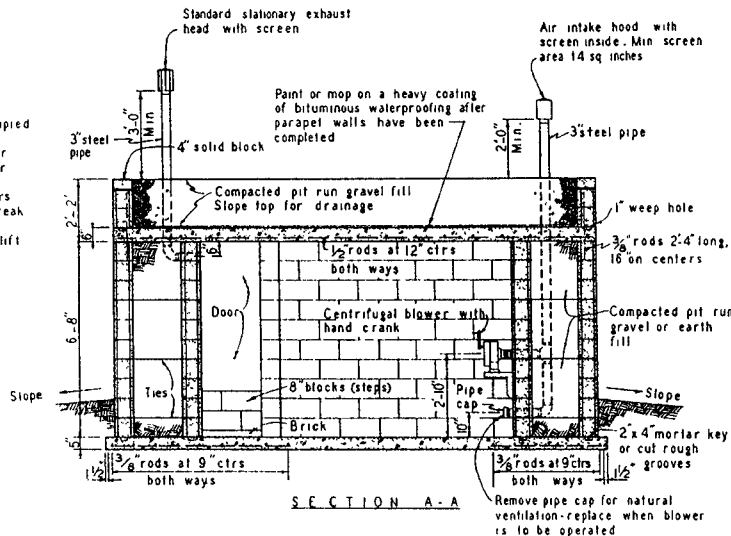 Standard stationary exhaust
head with screen
Air intake hood with
screen inside. Min screen
area 14 sq inches
Paint or mop on a heavy coating
of bituminous waterproofing after
parapet walls have been
completed
3" steel
pipe
3'-0"
Min
4" solid block
2'-0"
Min.
3" steel pipe
Compacted pit run gravel fill
Slope top for drainage
1" weep hole
2'-2"
6"
6"
1/2" rods at 12" ctrs
both ways
3/8" rods 2'-4" long,
16" on centers
Door
Centrifugal blower with
hand crank
Compacted pit run
gravel or earth
fill
6'-8"
Ties
8" blocks (steps)
2'-10"
Pipe
cap
Slope
Slope
Brick
10"
5"
2" x 4" mortar key
or cut rough
grooves
3/8" rods at 9" ctrs
both ways
1 1/2"
3/8" rods at 9" ctrs
both ways
1 1/2"
SECTION A-A
Remove pipe cap for natural
ventilation-replace when blower
is to be operated
pied
r
r
rs
eak
lift